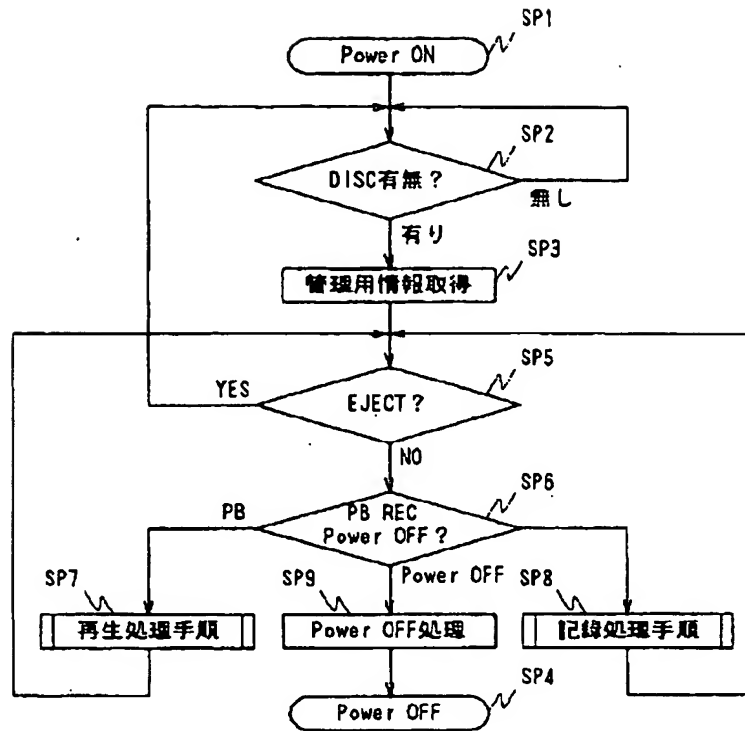 SP1
Power ON
SP2
DISC有無?
無し
有り
SP3
管理用情報取得
SP5
YES
EJECT?
NO
SP6
PB
PB REC
Power OFF?
SP7
SP9
Power OFF
SP8
再生処理手順
Power OFF処理
記録処理手順
SP4
Power OFF